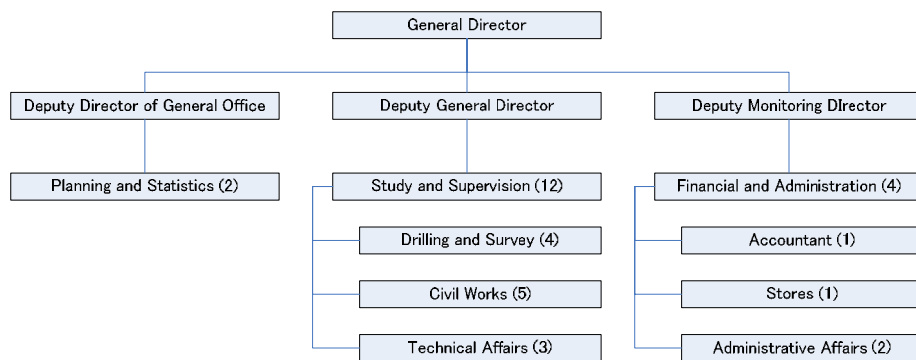 General Director
Deputy Director of General Office
Deputy General Director
Deputy Monitoring DIrector
Planning and Statistics (2)
Study and Supervision (12)
Financial and Administration (4)
Drilling and Survey (4)
Accountant (1)
Civil Works (5)
Stores (1)
Technical Affairs (3)
Administrative Affairs (2)